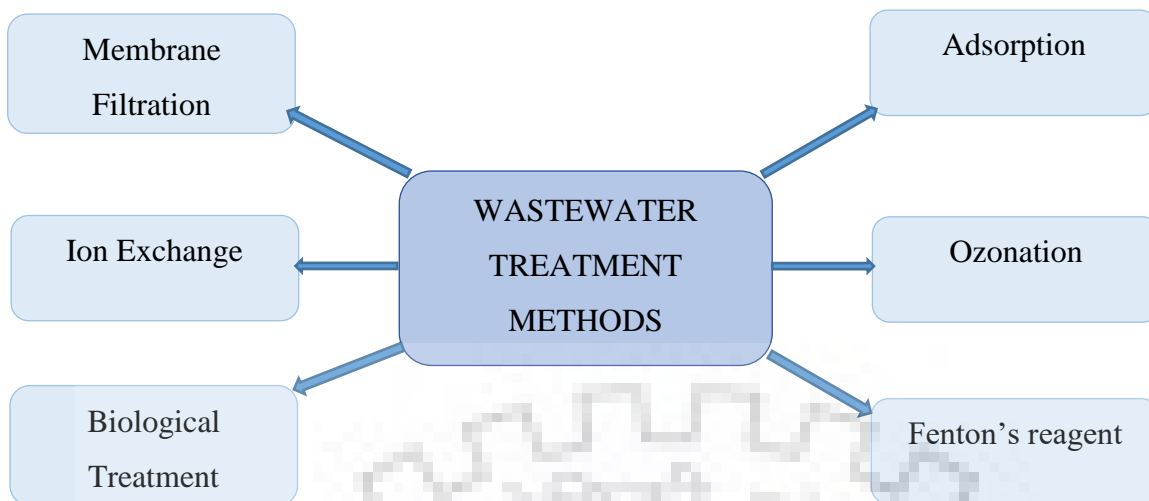 Membrane
Filtration
Adsorption
WASTEWATER
TREATMENT
METHODS
Ion Exchange
Ozonation
Biological
Treatment
Fenton’s reagent